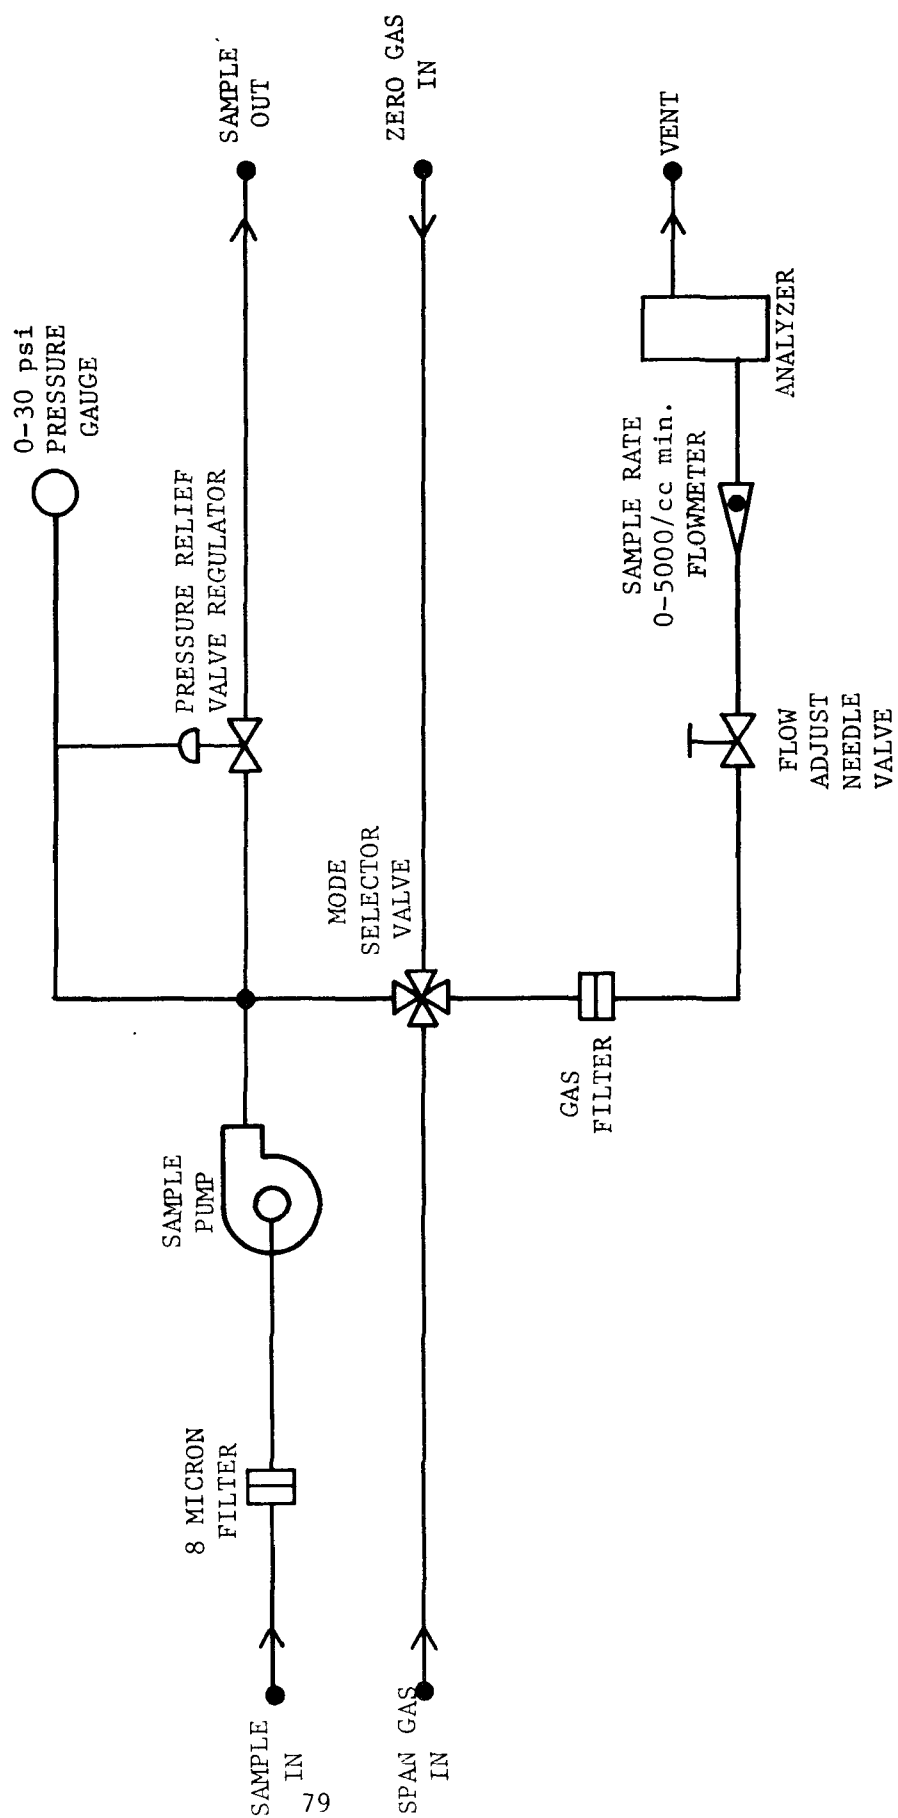 0-30 psi
PRESSURE
GAUGE
PRESSURE RELIEF
VALVE REGULATOR
SAMPLE
OUT
8 MICRON
FILTER
SAMPLE
PUMP
SAMPLE
IN
MODE
SELECTOR
VALVE
ZERO GAS
IN
SPAN GAS
IN
GAS
FILTER
SAMPLE RATE
0-5000/cc min.
FLOWMETER
VENT
FLOW
ADJUST
NEEDLE
VALVE
ANALYZER
79